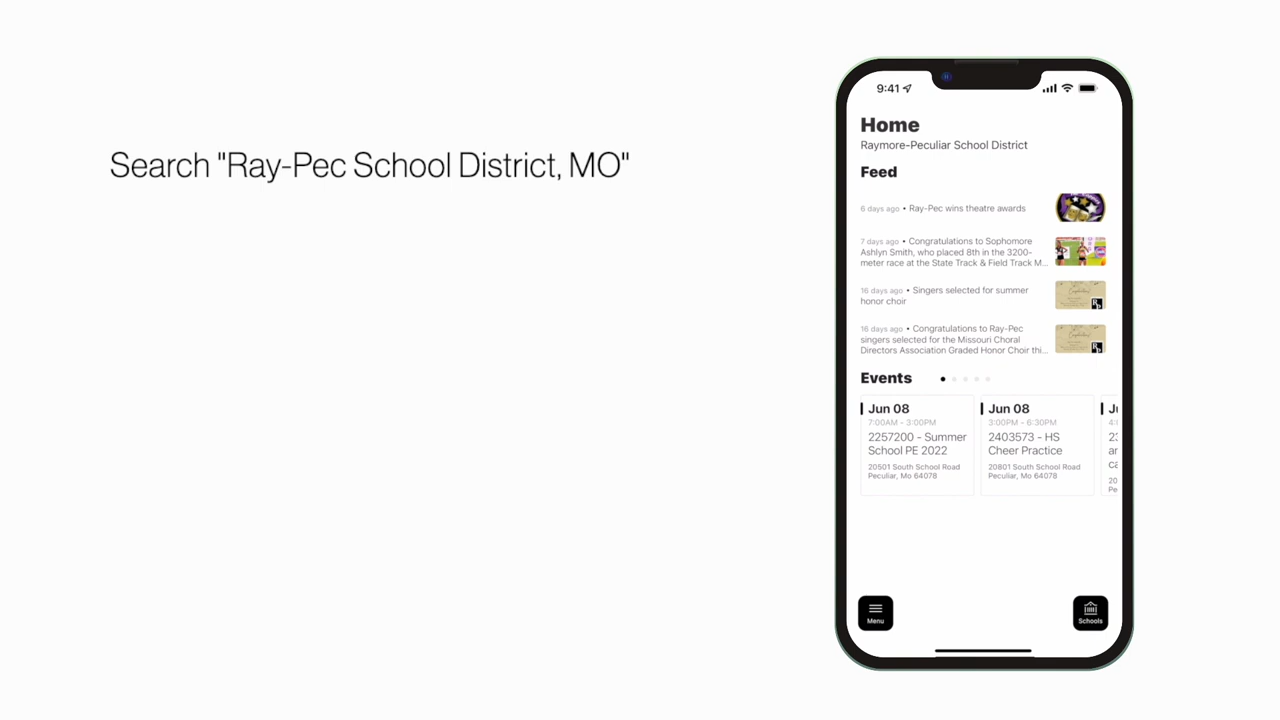 Search "Ray-Pec School District, MO"
9:41
Home
Raymore-Peculiar School District
Feed
6 days ago • Ray-Pec wins theatre awards
7 days ago • Congratulations to Sophomore
Ashlyn Smith, who placed 8th in the 3200-
meter race at the State Track & Field Track M...
16 days ago • Singers selected for summer
honor choir
16 days ago • Congratulations to Ray-Pec
singers selected for the Missouri Choral
Directors Association Graded Honor Choir thi...
Events
Jun 08
7:00AM - 3:00PM
2257200 - Summer
School PE 2022
20501 South School Road
Peculiar, Mo 64078
Jun 08
3:00PM - 6:30PM
2403573 - HS
Cheer Practice
20801 South School Road
Peculiar, Mo 64078
Menu
Schools